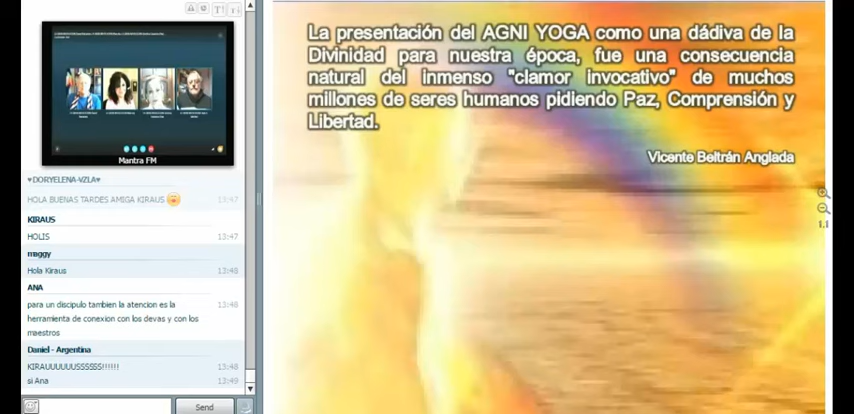 Mantra FM
♥DORYELENA-VZLA♥
HOLA BUENAS TARDES AMIGA KIRAUS 13:47
KIRAUS
HOLIS 13:47
maggy
Hola Kiraus 13:48
ANA
para un discipulo tambien la atencion es la 13:48
herramienta de conexion con los devas y con los
maestros
Daniel - Argentina
KIRAUUUUUUSSSSSS!!!!!! 13:48
si Ana 13:49
Send
La presentación del AGNI YOGA como una dádiva de la
Divinidad para nuestra época, fue una consecuencia
natural del inmenso "clamor invocativo" de muchos
millones de seres humanos pidiendo Paz, Comprensión y
Libertad.
Vicente Beltrán Anglada
1:1